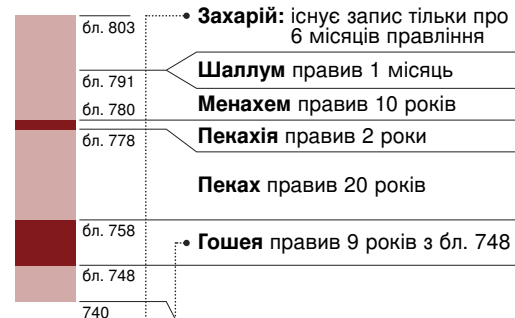 бл. 803
Захарій: існує запис тільки про
6 місяців правління
бл. 791
Шаллум правив 1 місяць
бл. 780
Менахем правив 10 років
бл. 778
Пекахія правив 2 роки
Пеках правив 20 років
бл. 758
Гошея правив 9 років з бл. 748
бл. 748
740